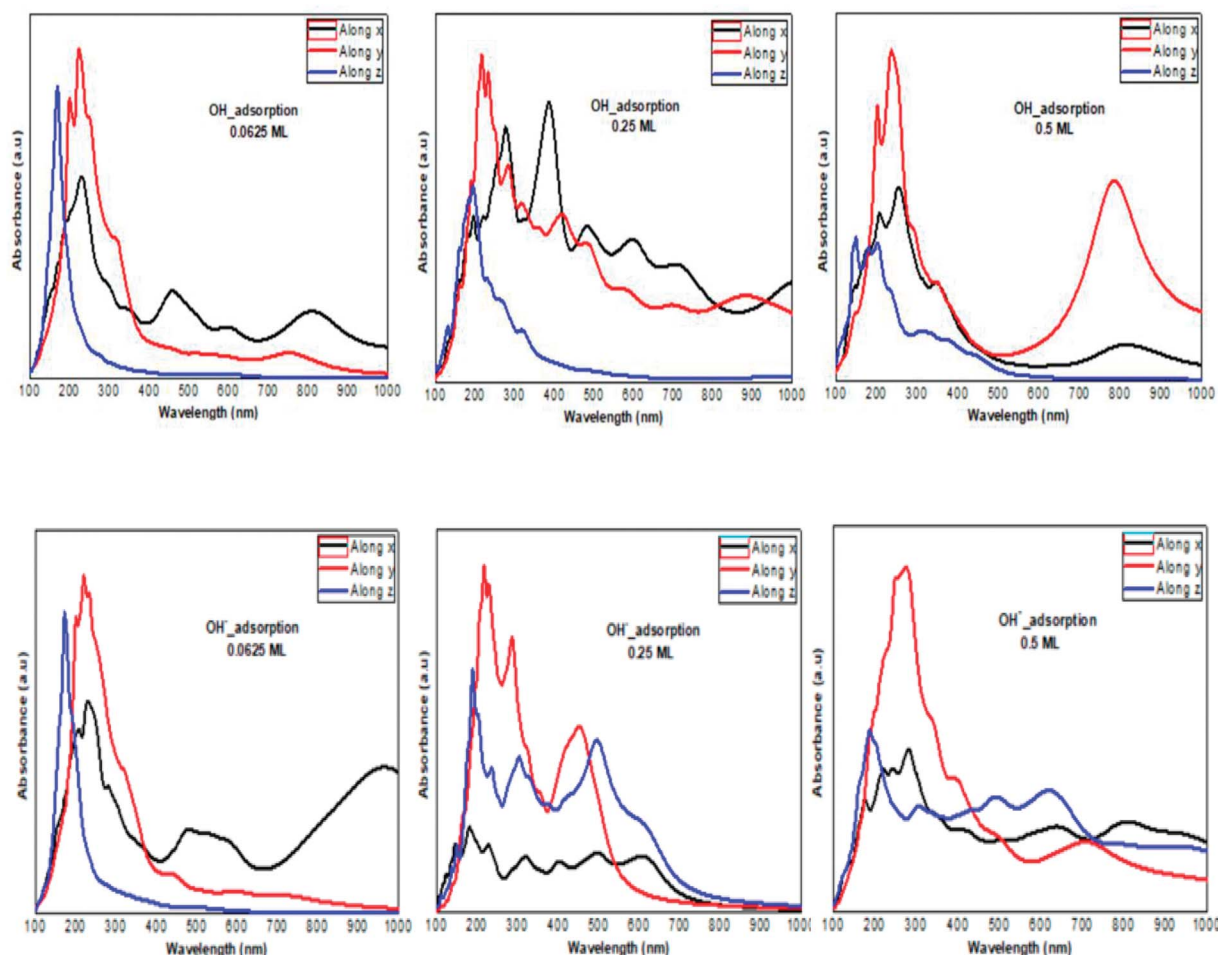 Absorbance (a.u)
Along x
Along y
Along z
OH_adsorption
0.0625 ML
100 200 300 400 500 600 700 800 900 1000
Wavelength (nm)
Absorbance (a.u)
Along x
Along y
Along z
OH_adsorption
0.25 ML
100 200 300 400 500 600 700 800 900 1000
Wavelength (nm)
Absorbance (a.u)
Along x
Along y
Along z
OH_adsorption
0.5 ML
100 200 300 400 500 600 700 800 900 1000
Wavelength (nm)
Absorbance (a.u)
Along x
Along y
Along z
OH⁻_adsorption
0.0625 ML
100 200 300 400 500 600 700 800 900 1000
Wavelength (nm)
Absorbance (a.u)
Along x
Along y
Along z
OH⁻_adsorption
0.25 ML
100 200 300 400 500 600 700 800 900 1000
Wavelength (nm)
Absorbance (a.u)
Along x
Along y
Along z
OH⁻_adsorption
0.5 ML
100 200 300 400 500 600 700 800 900 1000
Wavelength (nm)